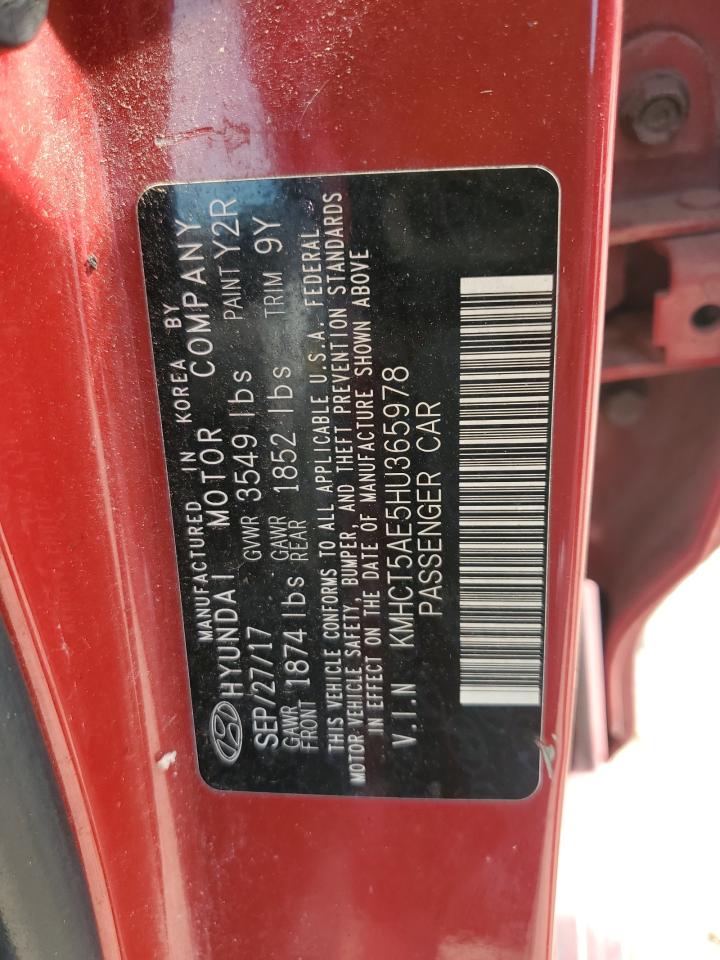 MANUFACTURED IN KOREA BY
HYUNDAI MOTOR COMPANY
SEP/27/17 GVWR 3549 lbs PAINT Y2R
GAWR FRONT 1874 lbs GAWR REAR 1852 lbs TRIM 9Y
THIS VEHICLE CONFORMS TO ALL APPLICABLE U.S.A. FEDERAL
MOTOR VEHICLE SAFETY, BUMPER, AND THEFT PREVENTION STANDARDS
IN EFFECT ON THE DATE OF MANUFACTURE SHOWN ABOVE
V.I.N KMHCT5AE5HU365978
PASSENGER CAR